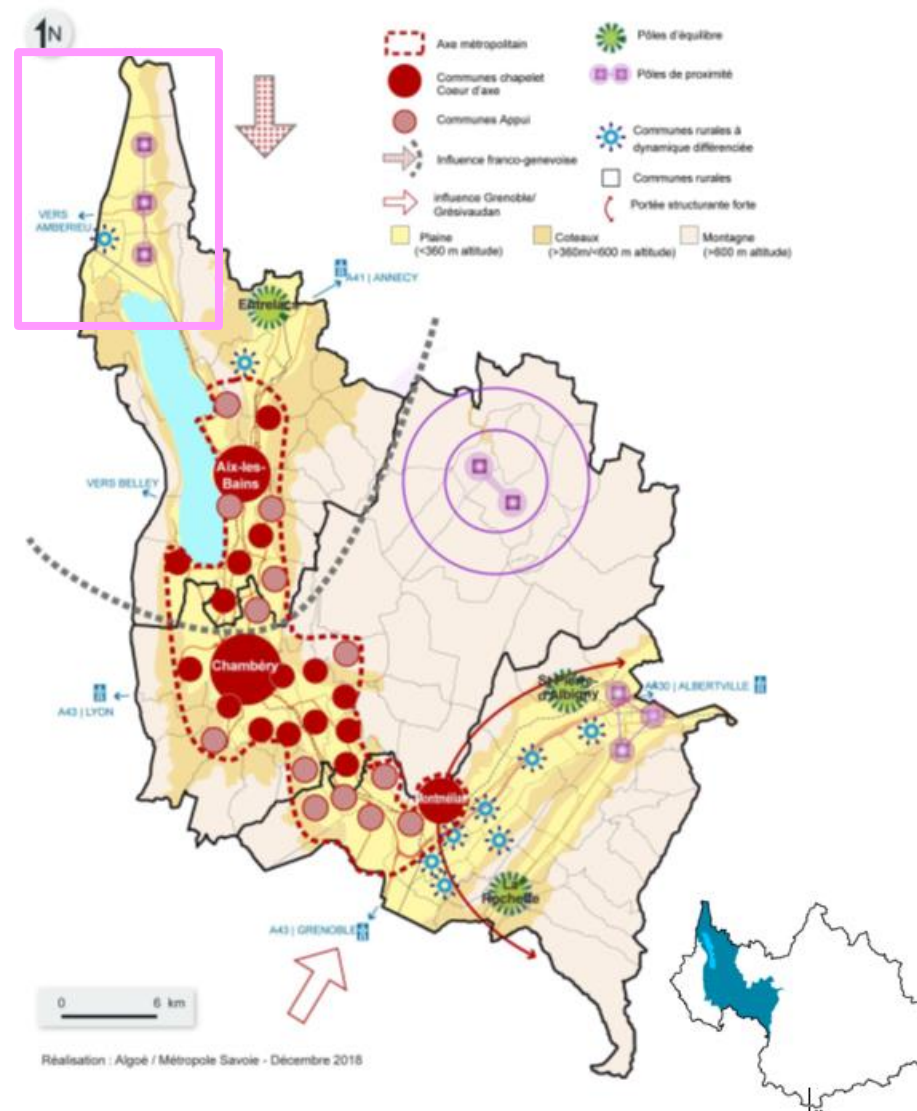 1N
Axe métropolitain
Communes chapelet
Coeur d'axe
Communes Appui
Influence franco-genevoise
influence Grenoble/
Grésivaudan
Pôles d'équilibre
Pôles de proximité
Communes rurales à
dynamique différenciée
Communes rurales
Portée structurante forte
Plaine
(<360 m altitude)
Coteaux
(>360m/<600 m altitude)
Montagne
(>600 m altitude)
VERS
AMBERIEU
A41 | ANNECY
Entrelacs
Aix-les-
Bains
VERS BELLEY
Chambéry
A43 | LYON
St-Pierre-
d'Albigny
A430 | ALBERTVILLE
Montmélian
La
Rochette
A43 | GRENOBLE
0 6 km
Réalisation : Algoé / Métropole Savoie - Décembre 2018